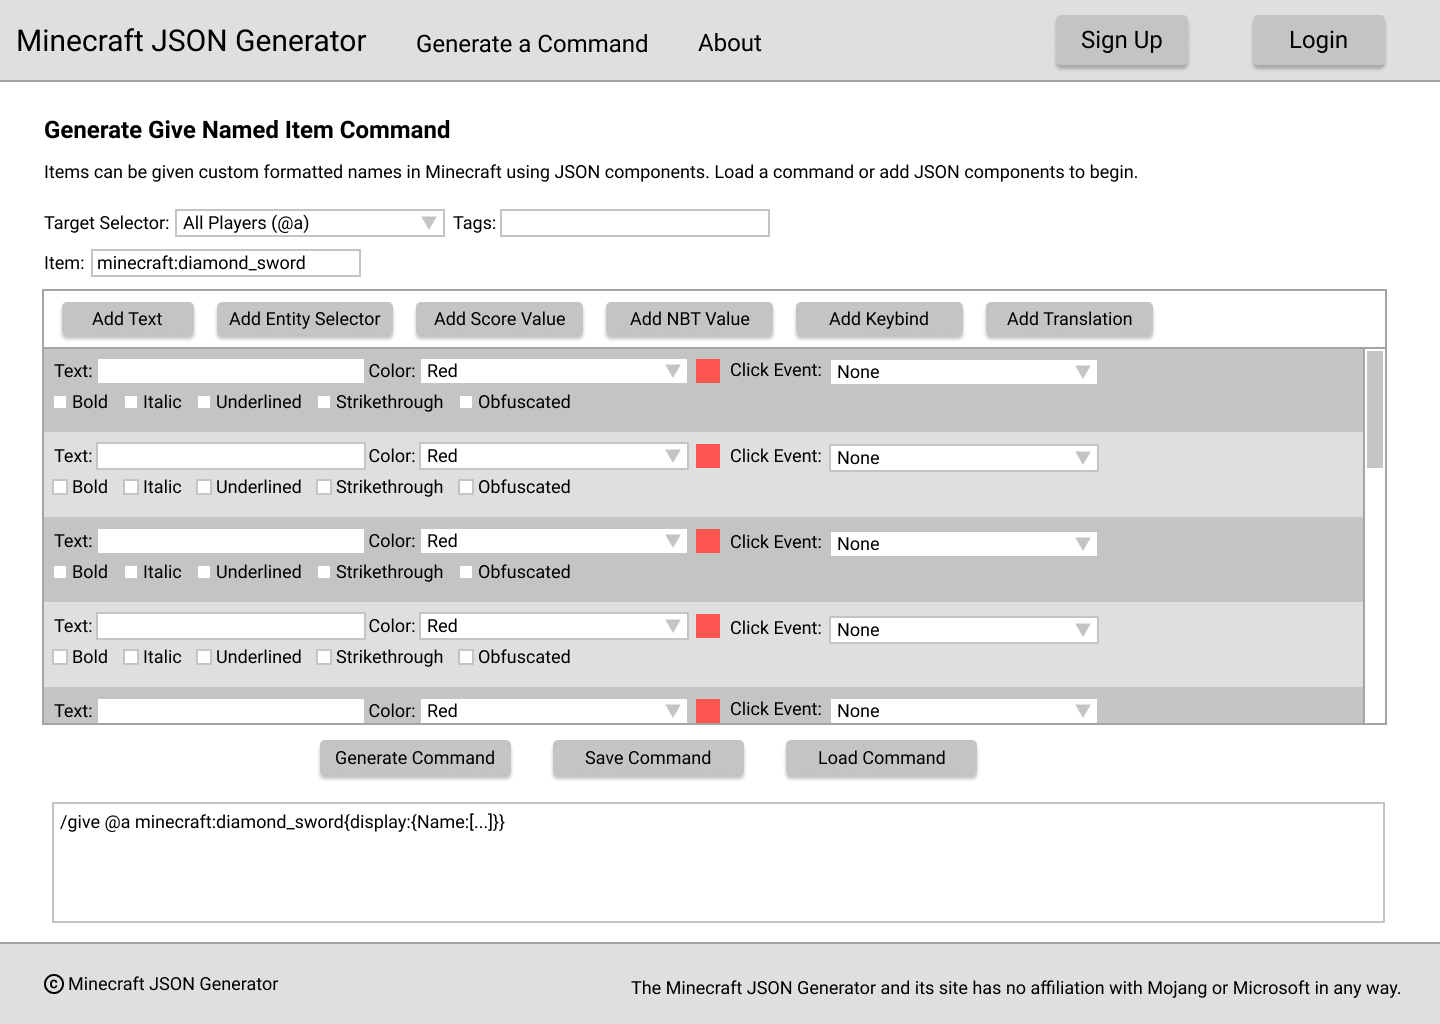 Minecraft JSON Generator Generate a Command About Sign Up Login
Generate Give Named Item Command
Items can be given custom formatted names in Minecraft using JSON components. Load a command or add JSON components to begin.
Target Selector: All Players (@a) Tags:
Item: minecraft:diamond_sword
Add Text Add Entity Selector Add Score Value Add NBT Value Add Keybind Add Translation
Text: Color: Red Click Event: None
Bold Italic Underlined Strikethrough Obfuscated
Text: Color: Red Click Event: None
Bold Italic Underlined Strikethrough Obfuscated
Text: Color: Red Click Event: None
Bold Italic Underlined Strikethrough Obfuscated
Text: Color: Red Click Event: None
Bold Italic Underlined Strikethrough Obfuscated
Text: Color: Red Click Event: None
Generate Command Save Command Load Command
/give @a minecraft:diamond_sword{display:{Name:[...]}}
© Minecraft JSON Generator The Minecraft JSON Generator and its site has no affiliation with Mojang or Microsoft in any way.